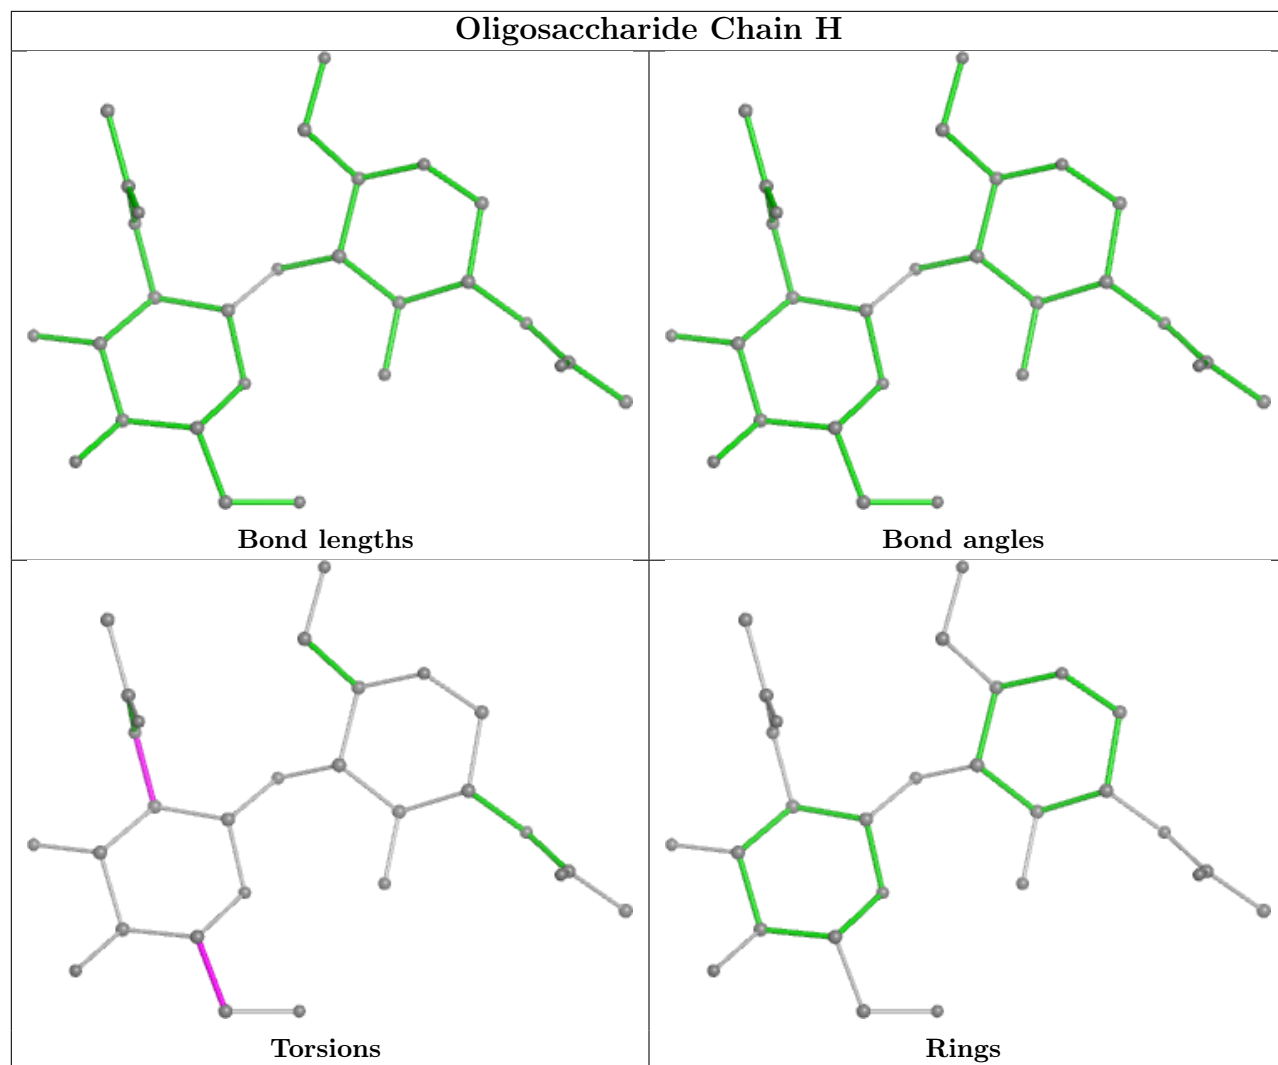 Oligosaccharide Chain H
Bond lengths
Bond angles
Torsions
Rings